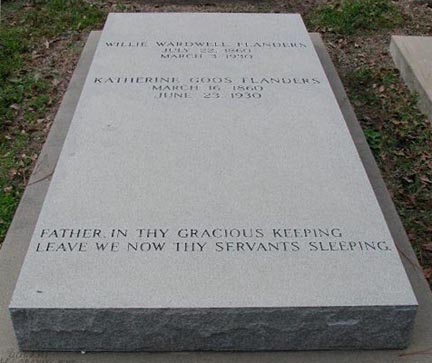 WILLIE WARDWELL FLANDERS
JULY 22, 1860
MARCH 3, 1930
KATHERINE GOOS FLANDERS
MARCH 16, 1860
JUNE 23, 1930
FATHER, IN THY GRACIOUS KEEPING
LEAVE WE NOW THY SERVANTS SLEEPING.